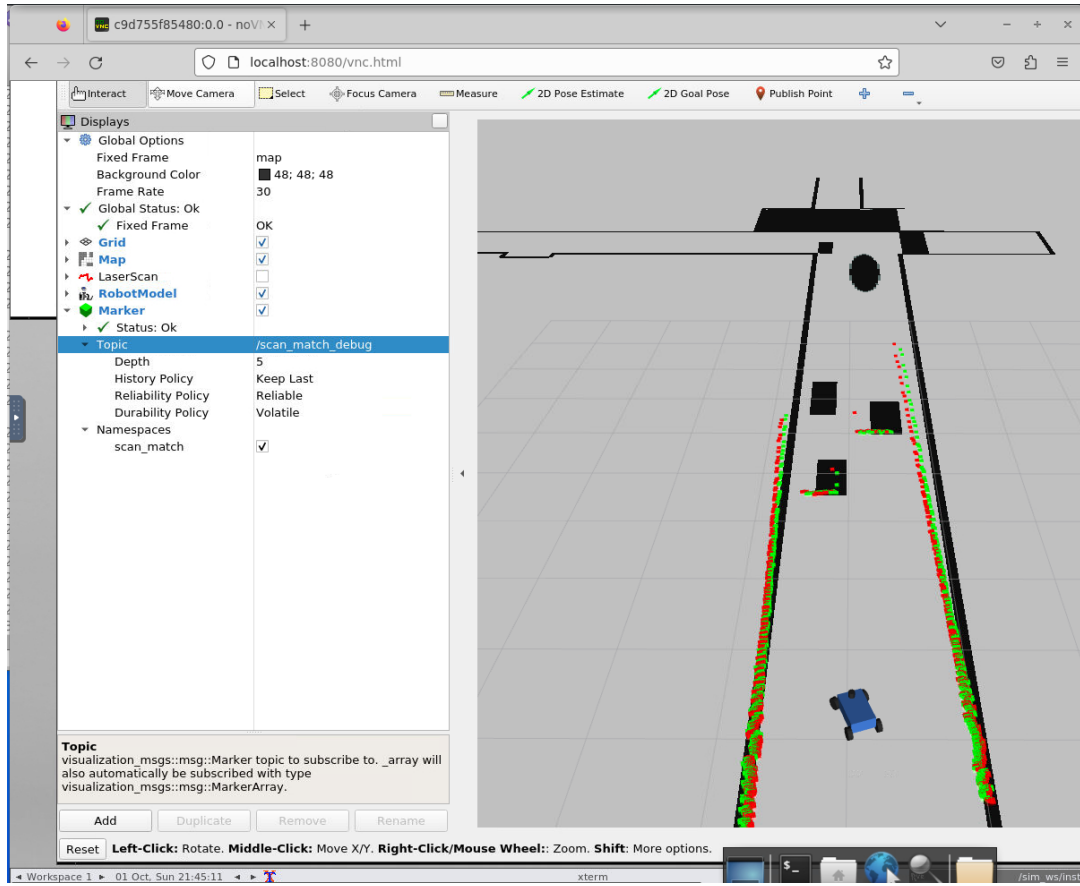 c9d755f85480:0.0 - noVN
localhost:8080/vnc.html
Interact Move Camera Select Focus Camera Measure 2D Pose Estimate 2D Goal Pose Publish Point
Displays
Global Options
Fixed Frame map
Background Color 48; 48; 48
Frame Rate 30
Global Status: Ok
Fixed Frame OK
Grid
Map
LaserScan
RobotModel
Marker
Status: Ok
Topic /scan_match_debug
Depth 5
History Policy Keep Last
Reliability Policy Reliable
Durability Policy Volatile
Namespaces
scan_match
Topic
visualization_msgs::msg::Marker topic to subscribe to. _array will
also automatically be subscribed with type
visualization_msgs::msg::MarkerArray.
Add Duplicate Remove Rename
Reset Left-Click: Rotate. Middle-Click: Move X/Y. Right-Click/Mouse Wheel:: Zoom. Shift: More options.
Workspace 1 01 Oct, Sun 21:45:11 xterm /sim_ws/inst